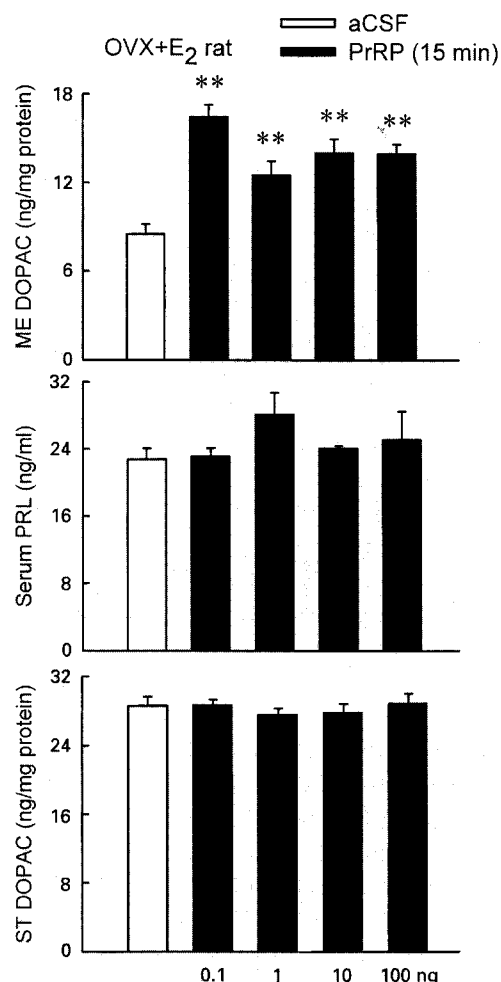 OVX+E2 rat
aCSF
PrRP (15 min)
ME DOPAC (ng/mg protein)
18
12
6
0
**
**
**
**
Serum PRL (ng/ml)
32
24
16
8
0
ST DOPAC (ng/mg protein)
32
28
16
8
0
0.1 1 10 100 ng